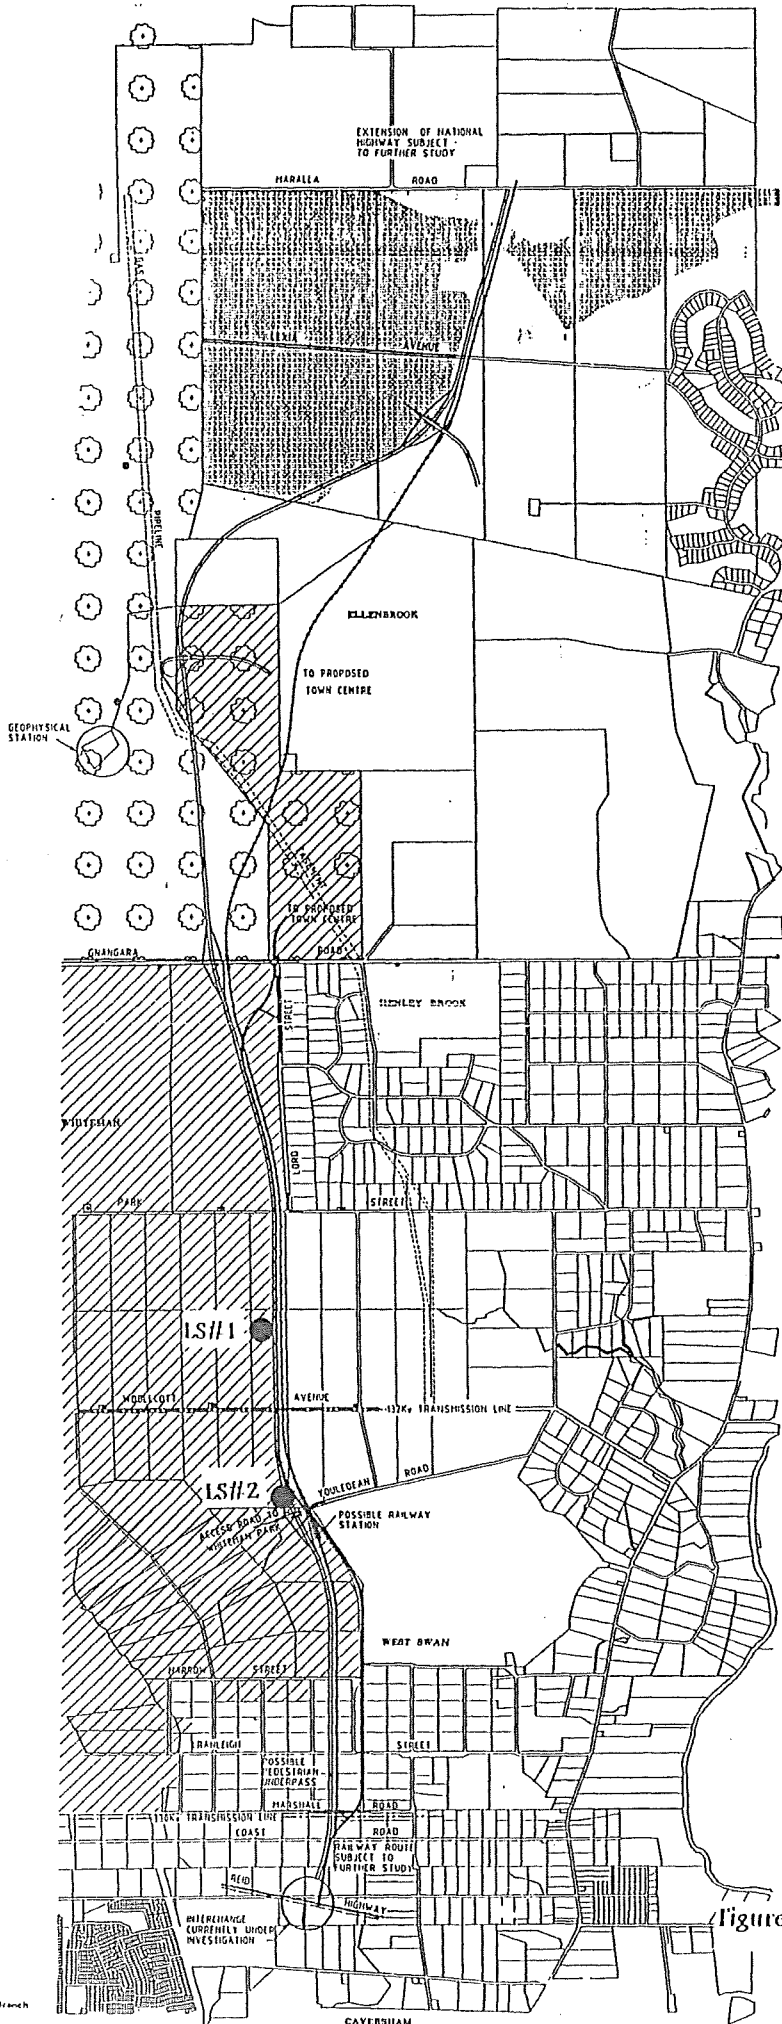 EXTENSION OF NATIONAL
HIGHWAY SUBJECT
TO FURTHER STUDY
MARALLA ROAD
GAS
AVENUE
PIPELINE
ELLENBROOK
TO PROPOSED
TOWN CENTRE
GEOPHYSICAL
STATION
TO PROPOSED
TOWN CENTRE
GNANGARA ROAD
STREET
HENLEY BROOK
WHITEMAN
LORD
PARK STREET
LS#1
WOOLLCOTT AVENUE 132Kv TRANSMISSION LINE
LS#2
YOULEDEAN ROAD
ACCESS ROAD TO
WHITEMAN PARK
POSSIBLE RAILWAY
STATION
WEST SWAN
HARROW STREET
RANLEIGH STREET
POSSIBLE
PEDESTRIAN
UNDERPASS
MARSHALL ROAD
TRANSMISSION LINE
COAST ROAD
RAILWAY ROUTE
SUBJECT TO
FURTHER STUDY
REID HIGHWAY
INTERCHANGE
CURRENTLY UNDER
INVESTIGATION
Figure
Branch
CAVERSHAM